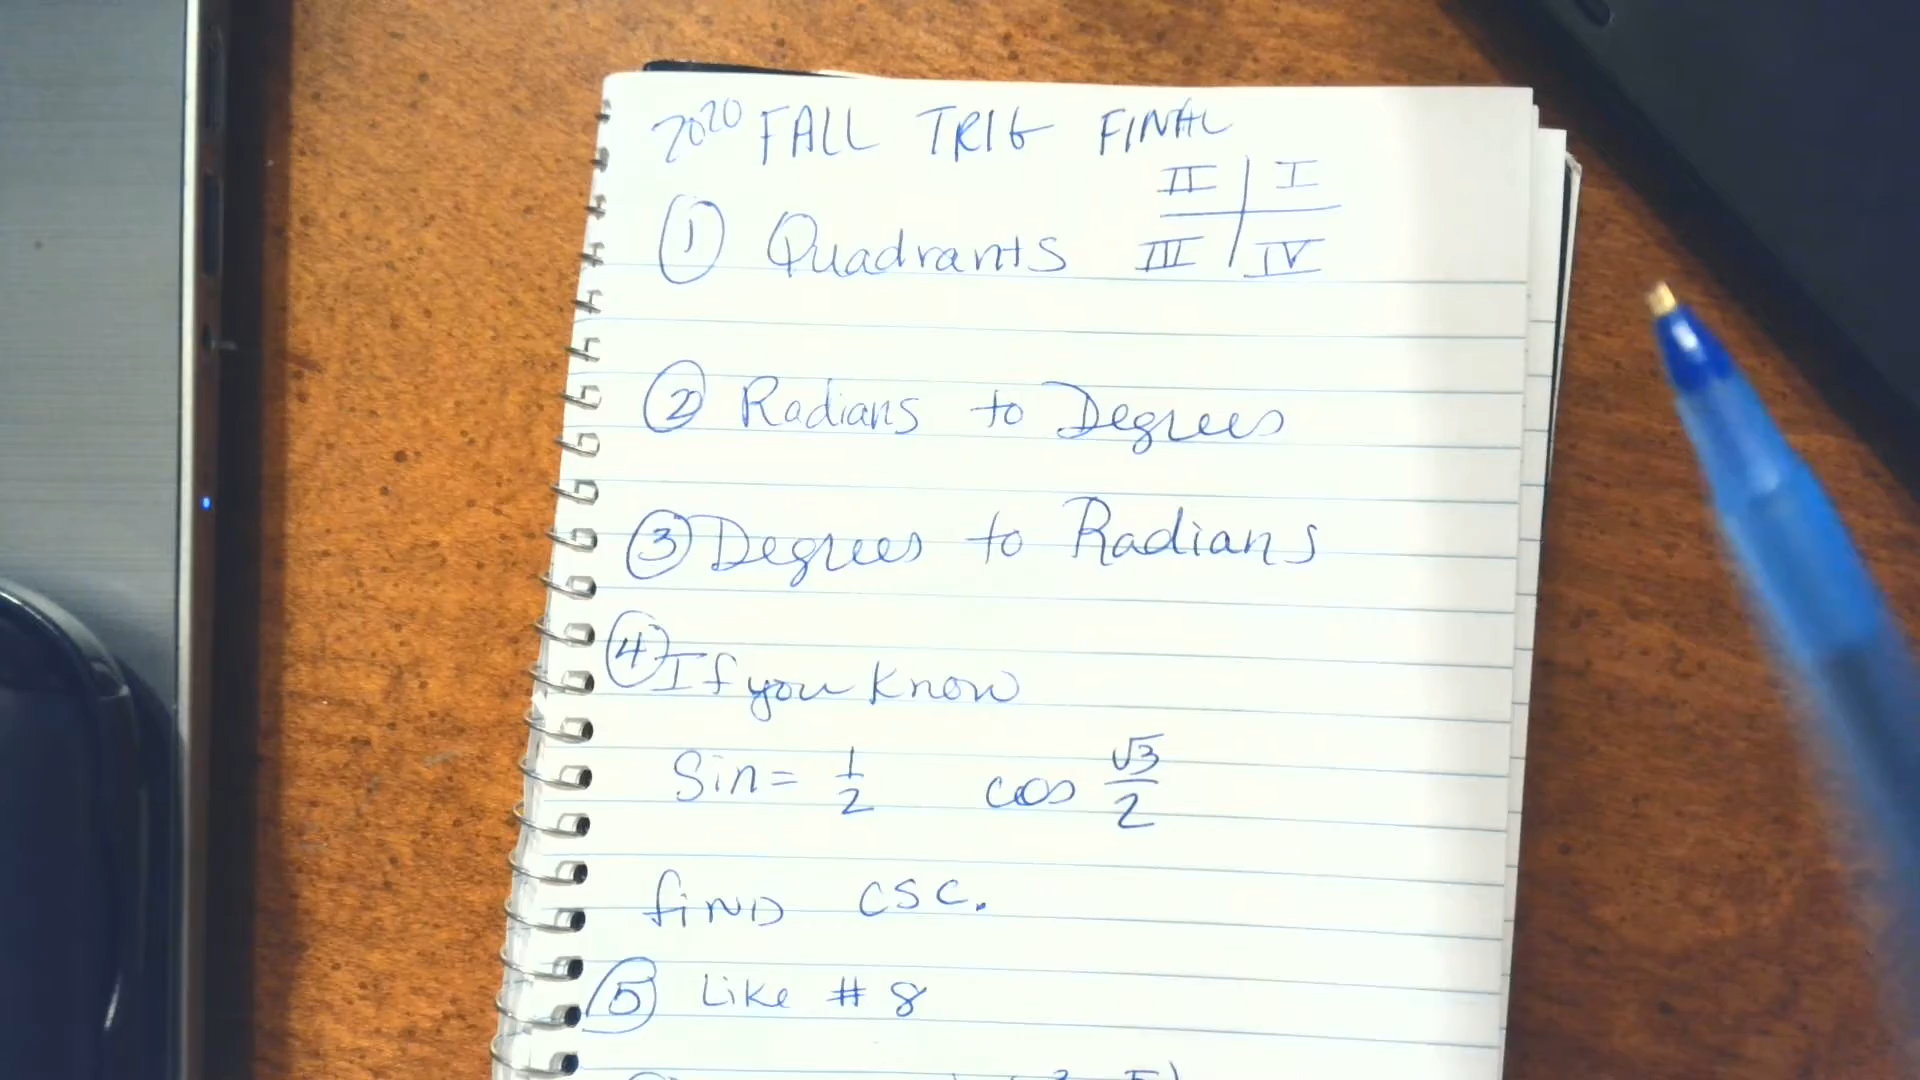 2020 FALL TRIG FINAL
II I
① Quadrants III IV
② Radians to Degrees
③ Degrees to Radians
④ If you know
Sin = 1/2 cos √3/2
find csc.
⑤ Like # 8